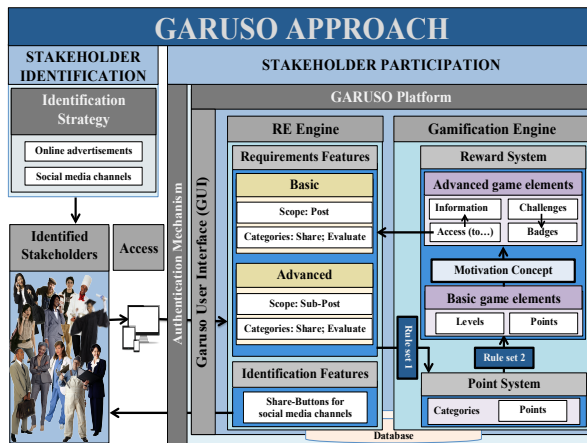 GARUSO APPROACH
STAKEHOLDER
IDENTIFICATION
STAKEHOLDER PARTICIPATION
Identification
Strategy
Online advertisements
Social media channels
Identified
Stakeholders
Access
Authentication Mechanism
GARUSO Platform
Garuso User Interface (GUI)
RE Engine
Requirements Features
Basic
Scope: Post
Categories: Share; Evaluate
Advanced
Scope: Sub-Post
Categories: Share; Evaluate
Identification Features
Share-Buttons for
social media channels
Rule set 1
Gamification Engine
Reward System
Advanced game elements
Information
Challenges
Access (to...)
Badges
Motivation Concept
Basic game elements
Levels
Points
Rule set 2
Point System
Categories
Points
Database